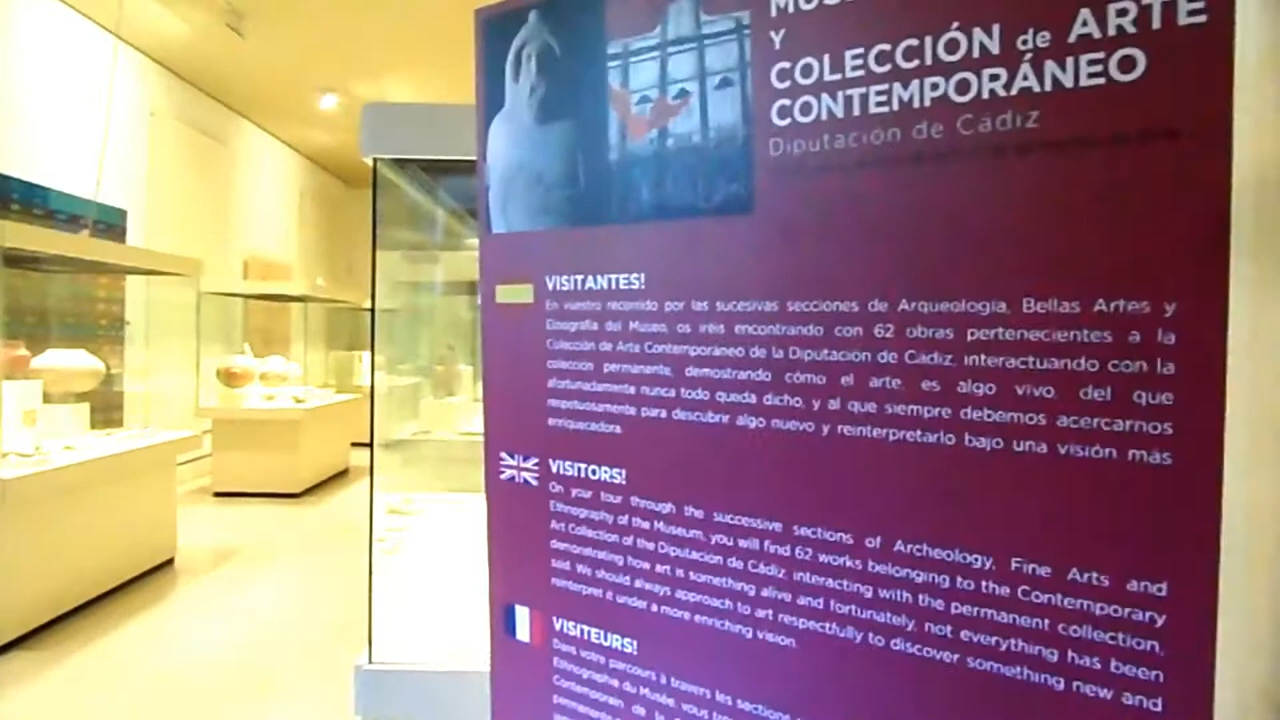 Y
COLECCIÓN de ARTE
CONTEMPORÁNEO
Diputación de Cádiz
VISITANTES!
En vuestro recorrido por las sucesivas secciones de Arqueología, Bellas Artes y
Etnografía del Museo, os iréis encontrando con 62 obras pertenecientes a la
Colección de Arte Contemporáneo de la Diputación de Cádiz, interactuando con la
colección permanente, demostrando cómo el arte, es algo vivo, del que
afortunadamente nunca todo queda dicho, y al que siempre debemos acercarnos
respetuosamente para descubrir algo nuevo y reinterpretarlo bajo una visión más
enriquecedora.
VISITORS!
On your tour through the successive sections of Archeology, Fine Arts and
Ethnography of the Museum, you will find 62 works belonging to the Contemporary
Art Collection of the Diputación de Cádiz, interacting with the permanent collection,
demonstrating how art is something alive and fortunately, not everything has been
said. We should always approach to art respectfully to discover something new and
reinterpret it under a more enriching vision.
VISITEURS!
Dans votre parcours à travers les sections
Ethnographie du Musée, vous
Contemporain de la